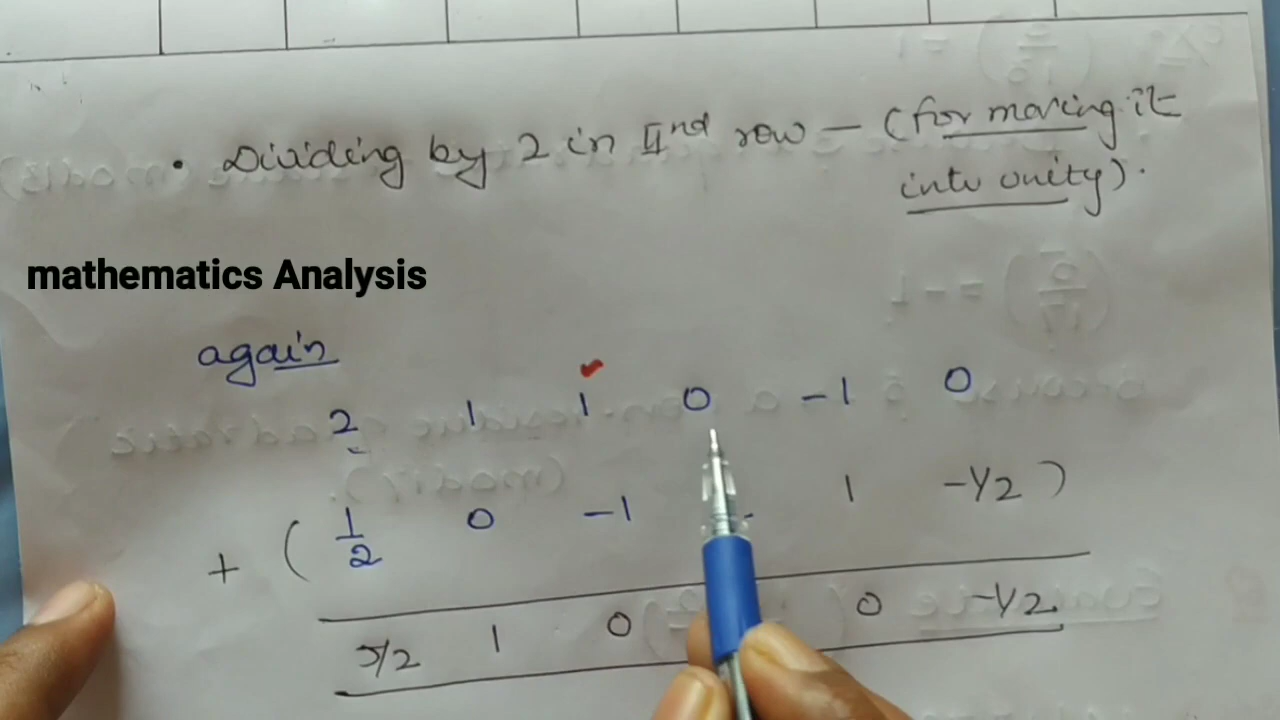 • Dividing by 2 in IInd row — (for making it
into unity).
mathematics Analysis
again
2 1 1 0 -1 0
+ ( 1/2 0 -1 1 -1/2 )
5/2 1 0 0 -1/2